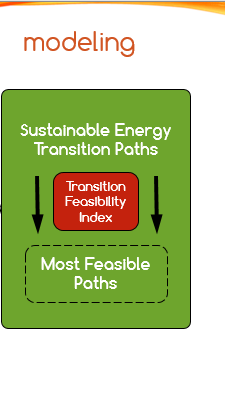 modeling
Sustainable Energy
Transition Paths
Transition
Feasibility
Index
Most Feasible
Paths